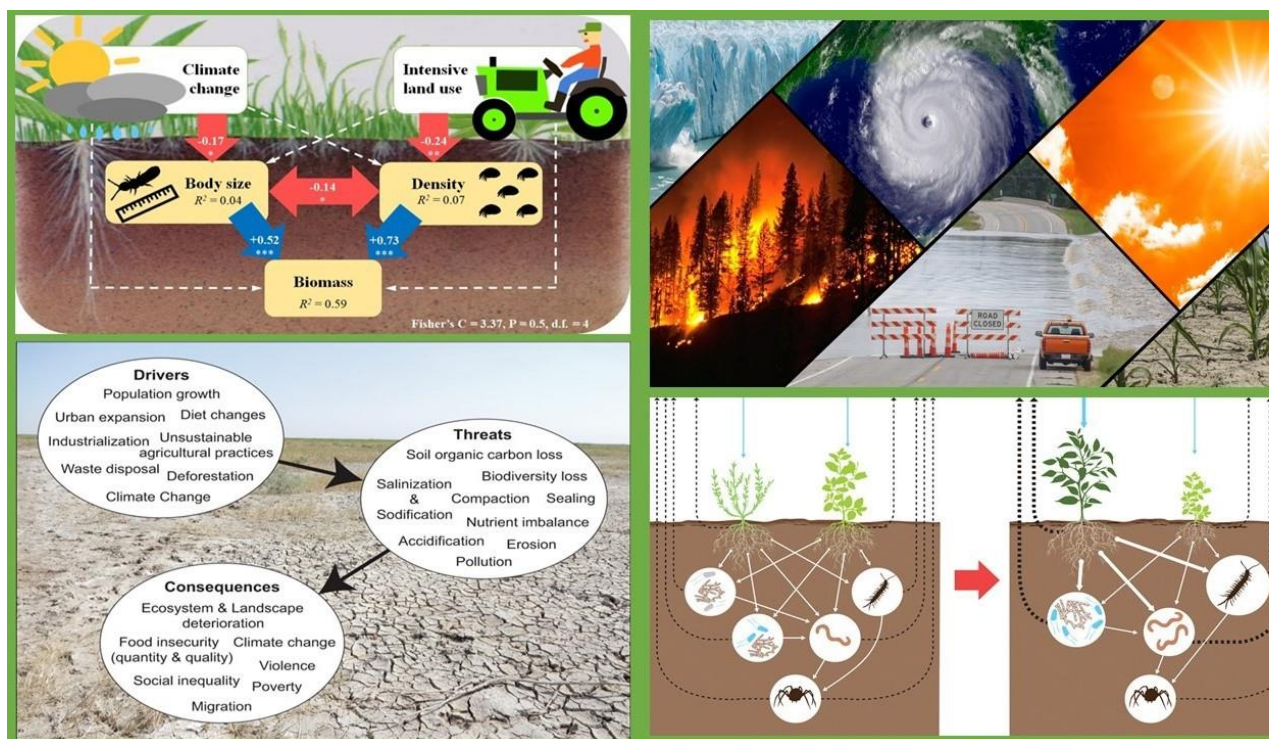 Climate
change
Intensive
land use
-0.17
*
-0.24
**
Body size
R² = 0.04
-0.14
*
Density
R² = 0.07
+0.52
***
+0.73
***
Biomass
R² = 0.59
Fisher's C = 3.37, P = 0.5, d.f. = 4
ROAD
CLOSED
Drivers
Population growth
Urban expansion Diet changes
Industrialization Unsustainable
agricultural practices
Waste disposal Deforestation
Climate Change
Threats
Soil organic carbon loss
Biodiversity loss
Salinization
& Compaction Sealing
Sodification Nutrient imbalance
Accidification Erosion
Pollution
Consequences
Ecosystem & Landscape
deterioration
Food insecurity Climate change
(quantity & quality) Violence
Social inequality Poverty
Migration